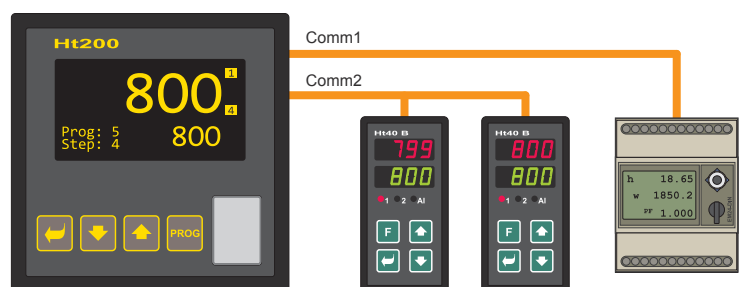 Ht200
800
1
4
Prog: 5
Step: 4
800
PROG
Comm1
Comm2
Ht40 B
799
800
1 2 AI
F
Ht40 B
800
800
1 2 AI
F
h 18.65
w 1850.2
PF 1.000